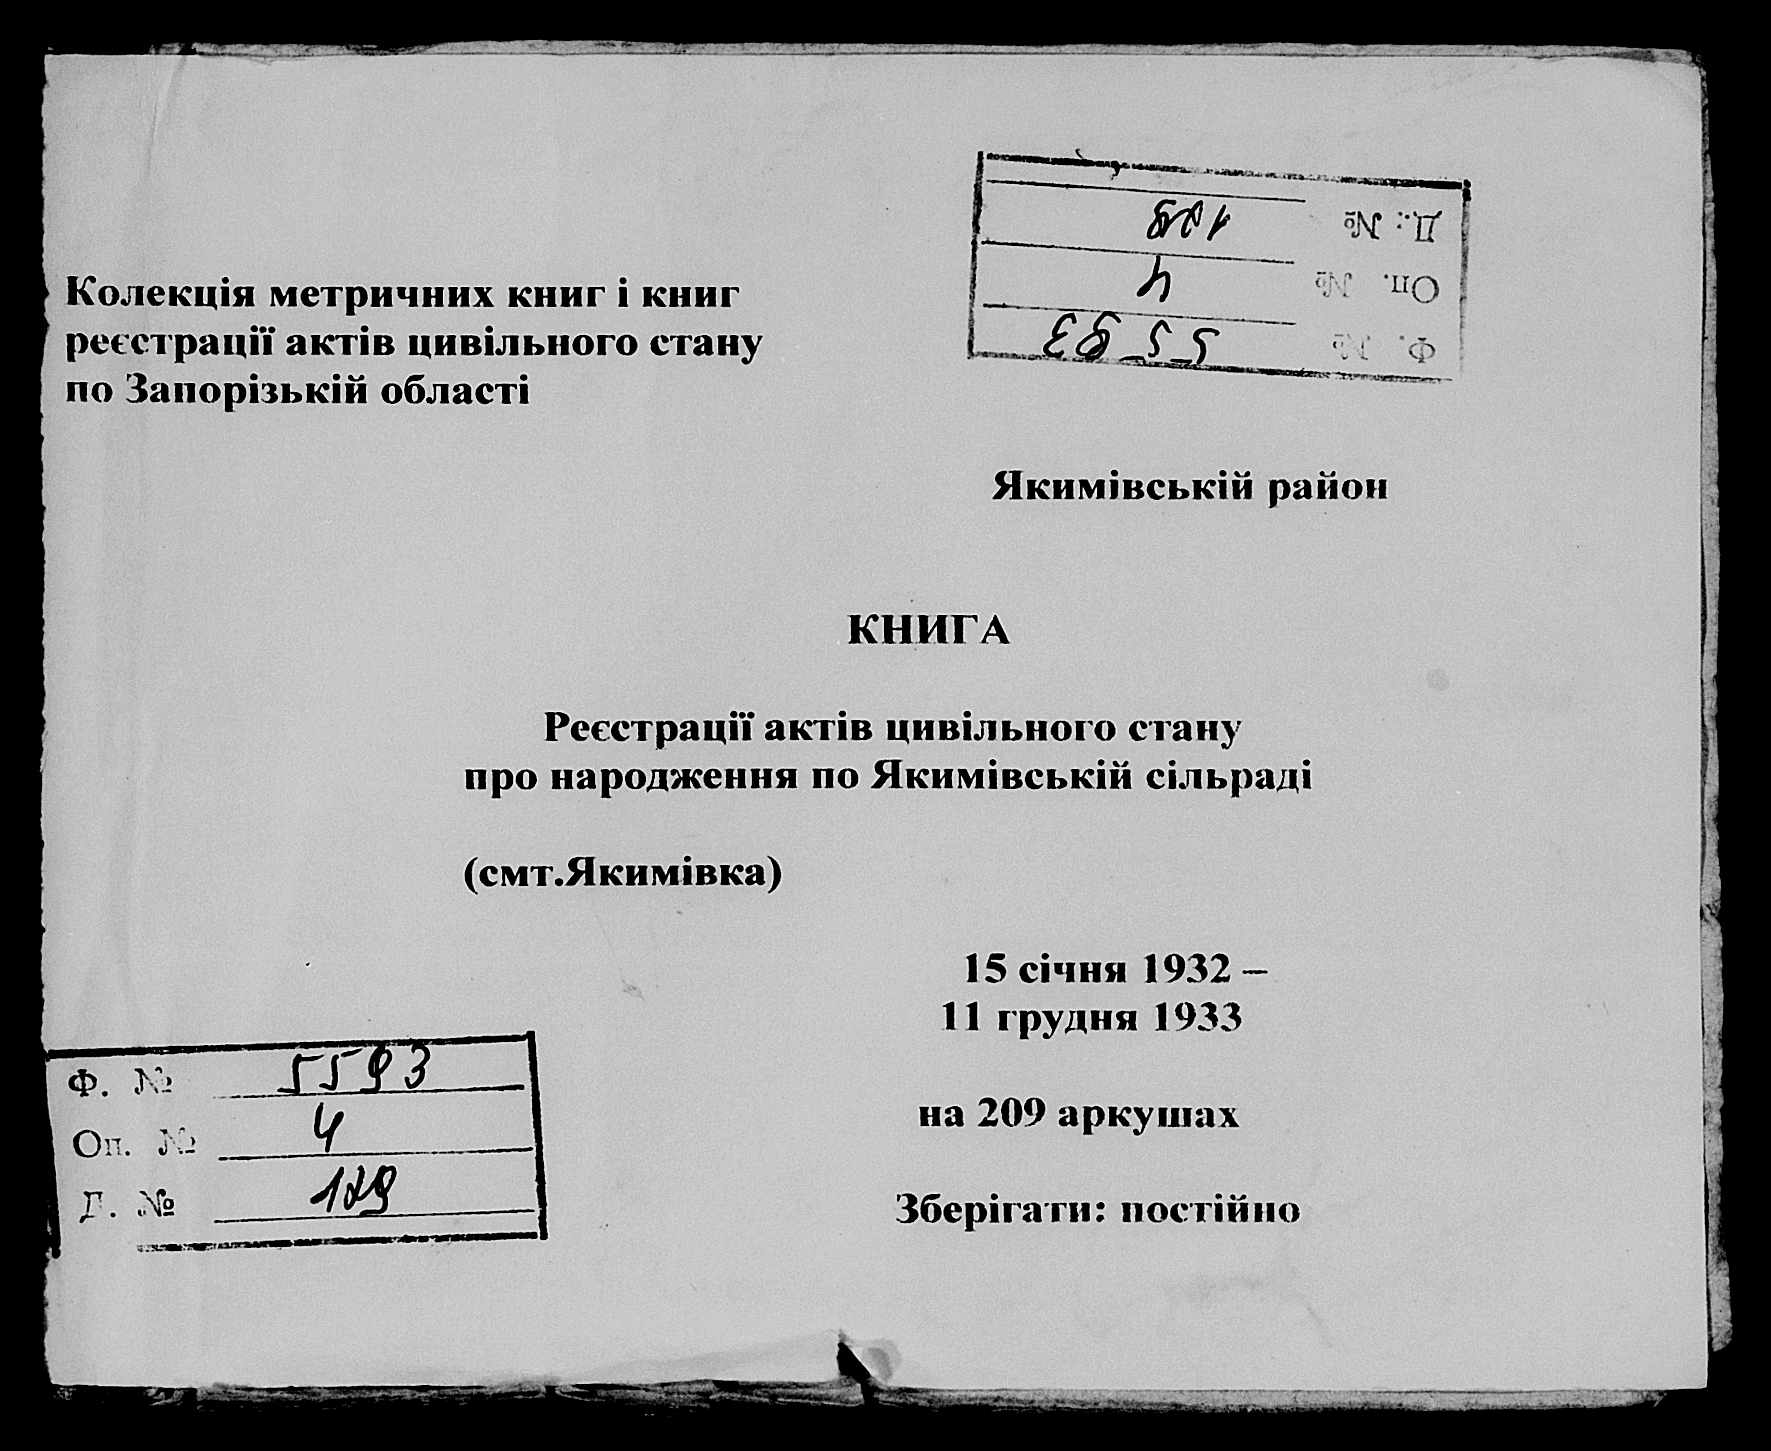 Д.: № 129
Оп. № 4
Ф. № 5593
Колекція метричних книг і книг
реєстрації актів цивільного стану
по Запорізькій області
Якимівській район
КНИГА
Реєстрації актів цивільного стану
про народження по Якимівській сільраді
(смт.Якимівка)
15 січня 1932 –
11 грудня 1933
на 209 аркушах
Зберігати: постійно
Ф. № 5593
Оп. № 4
Д. № 129